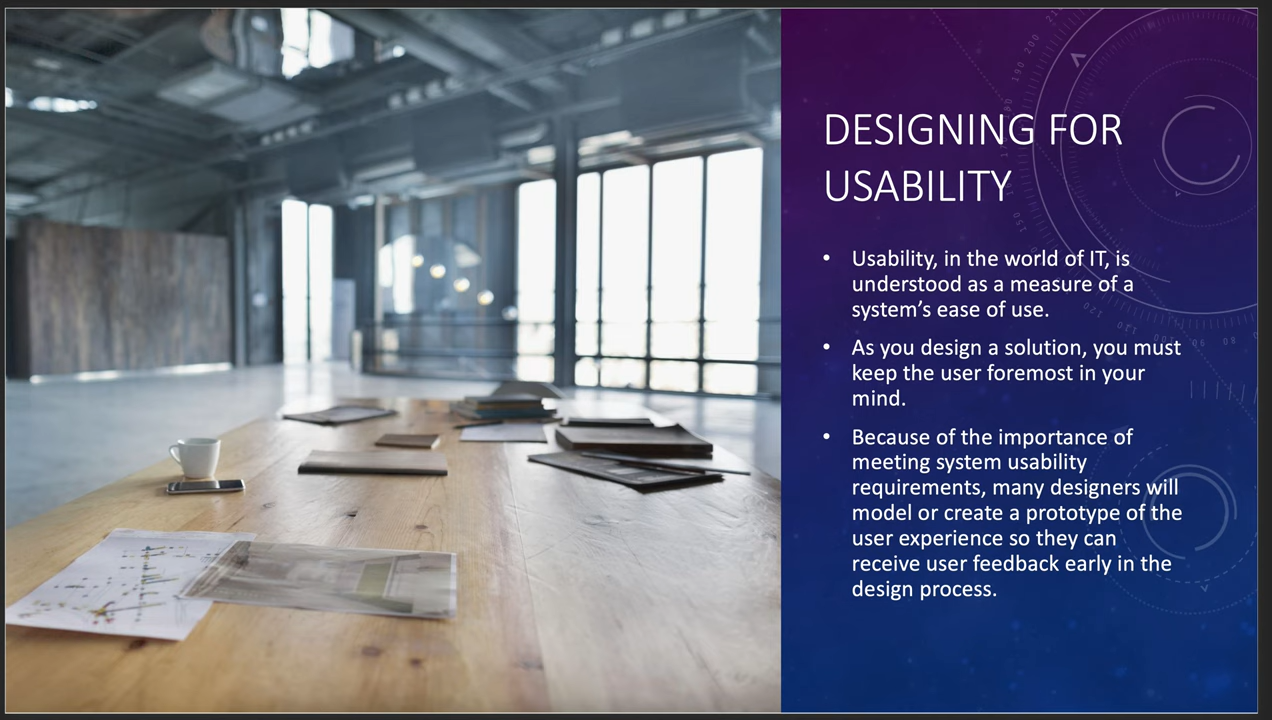 DESIGNING FOR
USABILITY
• Usability, in the world of IT, is
understood as a measure of a
system’s ease of use.
• As you design a solution, you must
keep the user foremost in your
mind.
• Because of the importance of
meeting system usability
requirements, many designers will
model or create a prototype of the
user experience so they can
receive user feedback early in the
design process.